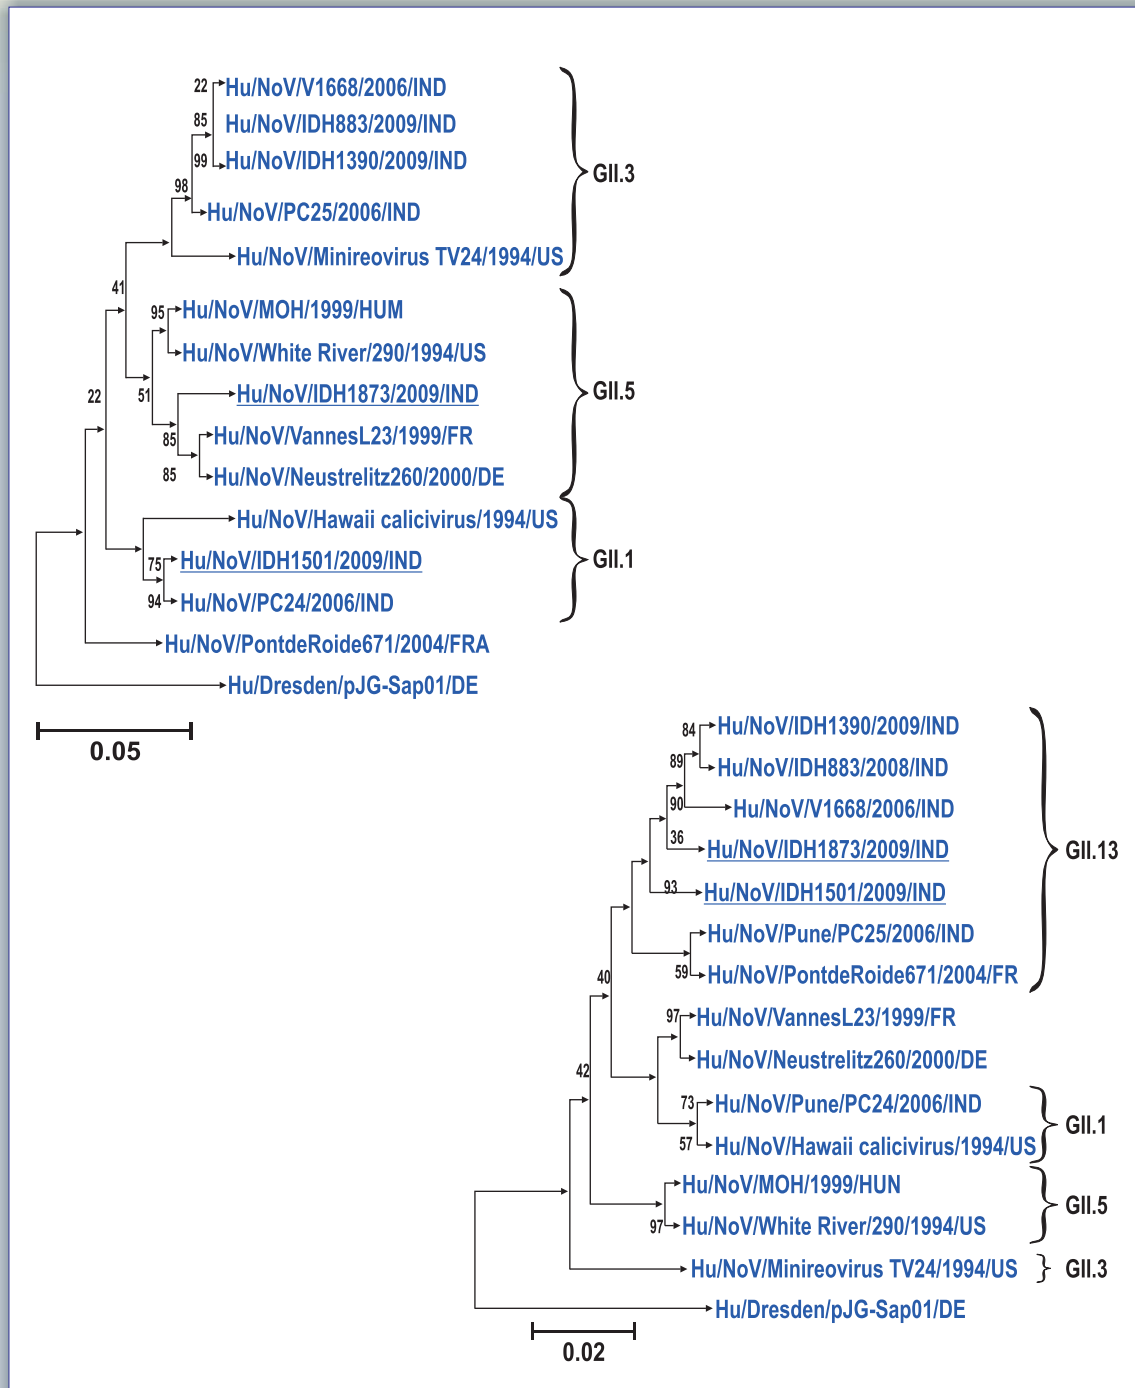 22
Hu/NoV/V1668/2006/IND
85
Hu/NoV/IDH883/2009/IND
99
Hu/NoV/IDH1390/2009/IND
GII.3
98
Hu/NoV/PC25/2006/IND
Hu/NoV/Minireovirus TV24/1994/US
41
95
Hu/NoV/MOH/1999/HUM
Hu/NoV/White River/290/1994/US
51
Hu/NoV/IDH1873/2009/IND
GII.5
22
85
Hu/NoV/VannesL23/1999/FR
85
Hu/NoV/Neustrelitz260/2000/DE
Hu/NoV/Hawaii calicivirus/1994/US
75
Hu/NoV/IDH1501/2009/IND
GII.1
94
Hu/NoV/PC24/2006/IND
Hu/NoV/PontdeRoide671/2004/FRA
Hu/Dresden/pJG-Sap01/DE
0.05
84
Hu/NoV/IDH1390/2009/IND
89
Hu/NoV/IDH883/2008/IND
90
Hu/NoV/V1668/2006/IND
36
Hu/NoV/IDH1873/2009/IND
GII.13
93
Hu/NoV/IDH1501/2009/IND
Hu/NoV/Pune/PC25/2006/IND
59
Hu/NoV/PontdeRoide671/2004/FR
40
97
Hu/NoV/VannesL23/1999/FR
Hu/NoV/Neustrelitz260/2000/DE
42
73
Hu/NoV/Pune/PC24/2006/IND
GII.1
57
Hu/NoV/Hawaii calicivirus/1994/US
Hu/NoV/MOH/1999/HUN
GII.5
97
Hu/NoV/White River/290/1994/US
Hu/NoV/Minireovirus TV24/1994/US
GII.3
Hu/Dresden/pJG-Sap01/DE
0.02